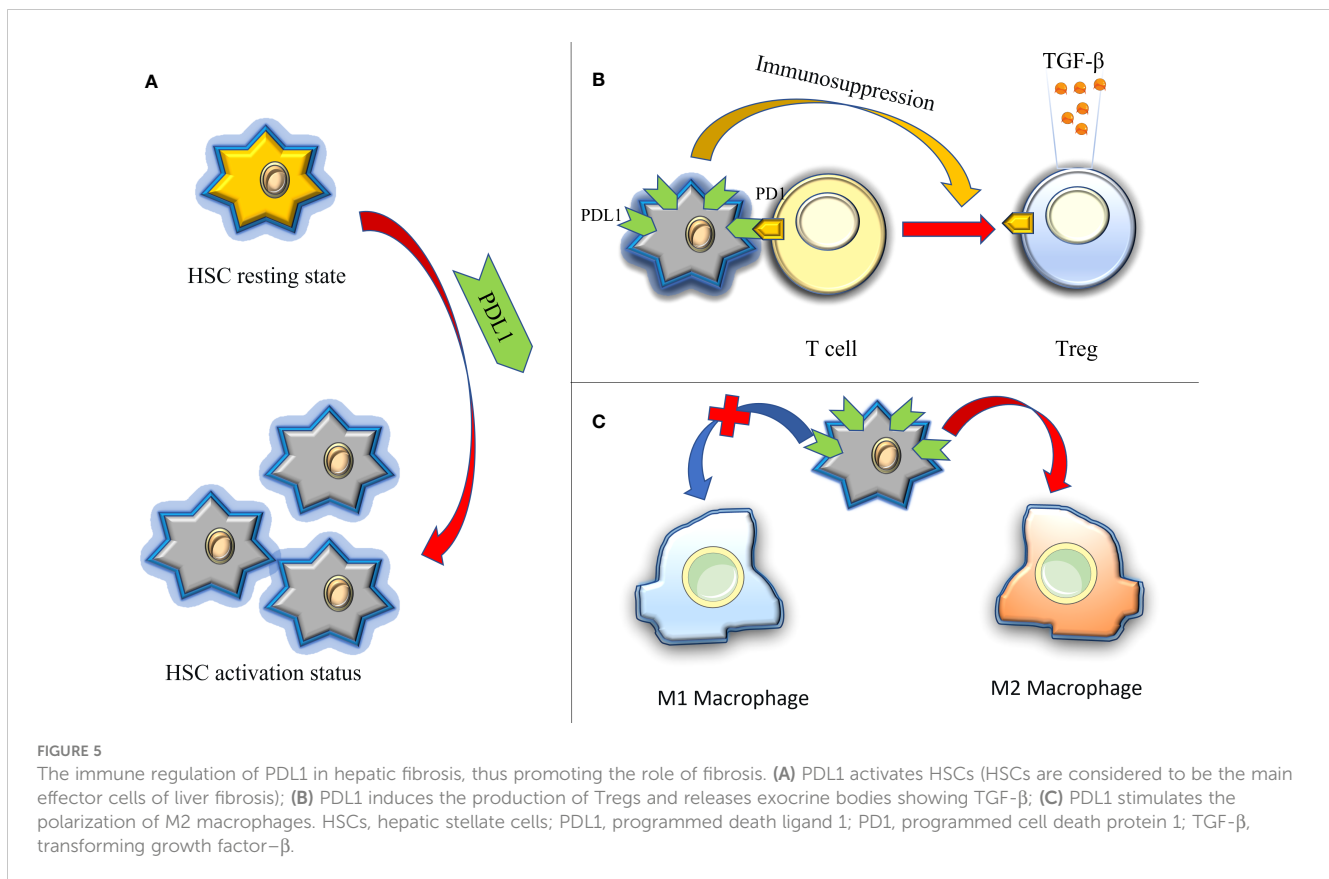 A
HSC resting state
PDL1
HSC activation status
B
Immunosuppression
TGF-β
PDL1
PD1
T cell
Treg
C
M1 Macrophage
M2 Macrophage
FIGURE 5
The immune regulation of PDL1 in hepatic fibrosis, thus promoting the role of fibrosis. (A) PDL1 activates HSCs (HSCs are considered to be the main
effector cells of liver fibrosis); (B) PDL1 induces the production of Tregs and releases exocrine bodies showing TGF-β; (C) PDL1 stimulates the
polarization of M2 macrophages. HSCs, hepatic stellate cells; PDL1, programmed death ligand 1; PD1, programmed cell death protein 1; TGF-β,
transforming growth factor–β.